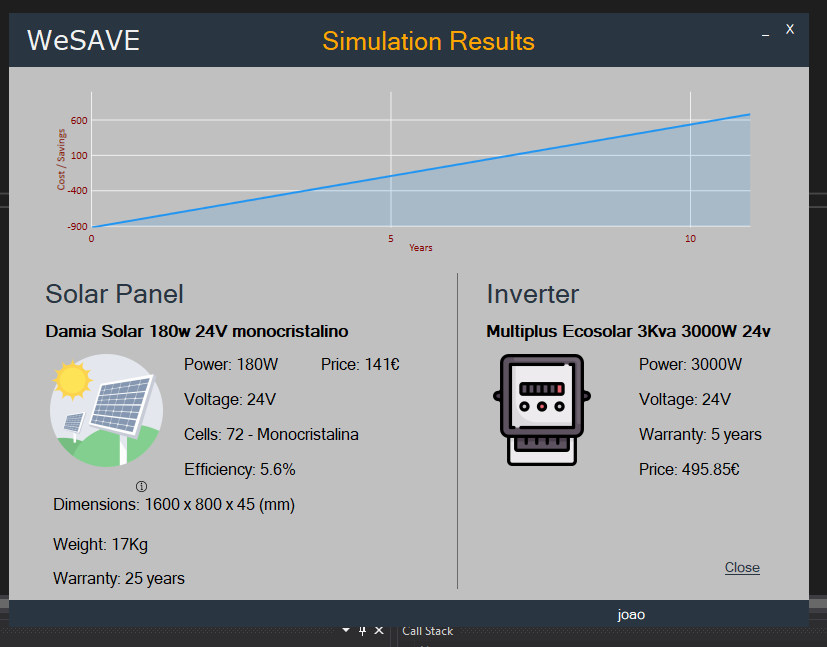 WeSAVE
Simulation Results
_ X
600
100
-400
-900
Cost / Savings
0 5 10
Years
Solar Panel
Damia Solar 180w 24V monocristalino
Power: 180W Price: 141€
Voltage: 24V
Cells: 72 - Monocristalina
Efficiency: 5.6%
Dimensions: 1600 x 800 x 45 (mm)
Weight: 17Kg
Warranty: 25 years
Inverter
Multiplus Ecosolar 3Kva 3000W 24v
Power: 3000W
Voltage: 24V
Warranty: 5 years
Price: 495.85€
Close
joao
Call Stack